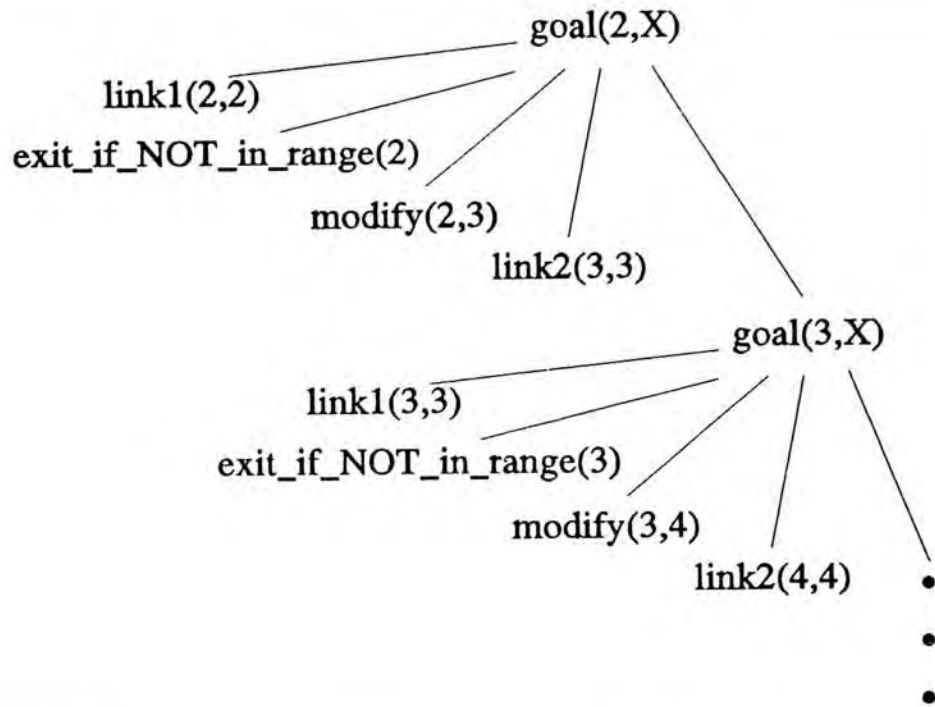 goal(2,X)
link1(2,2)
exit_if_NOT_in_range(2)
modify(2,3)
link2(3,3)
goal(3,X)
link1(3,3)
exit_if_NOT_in_range(3)
modify(3,4)
link2(4,4)